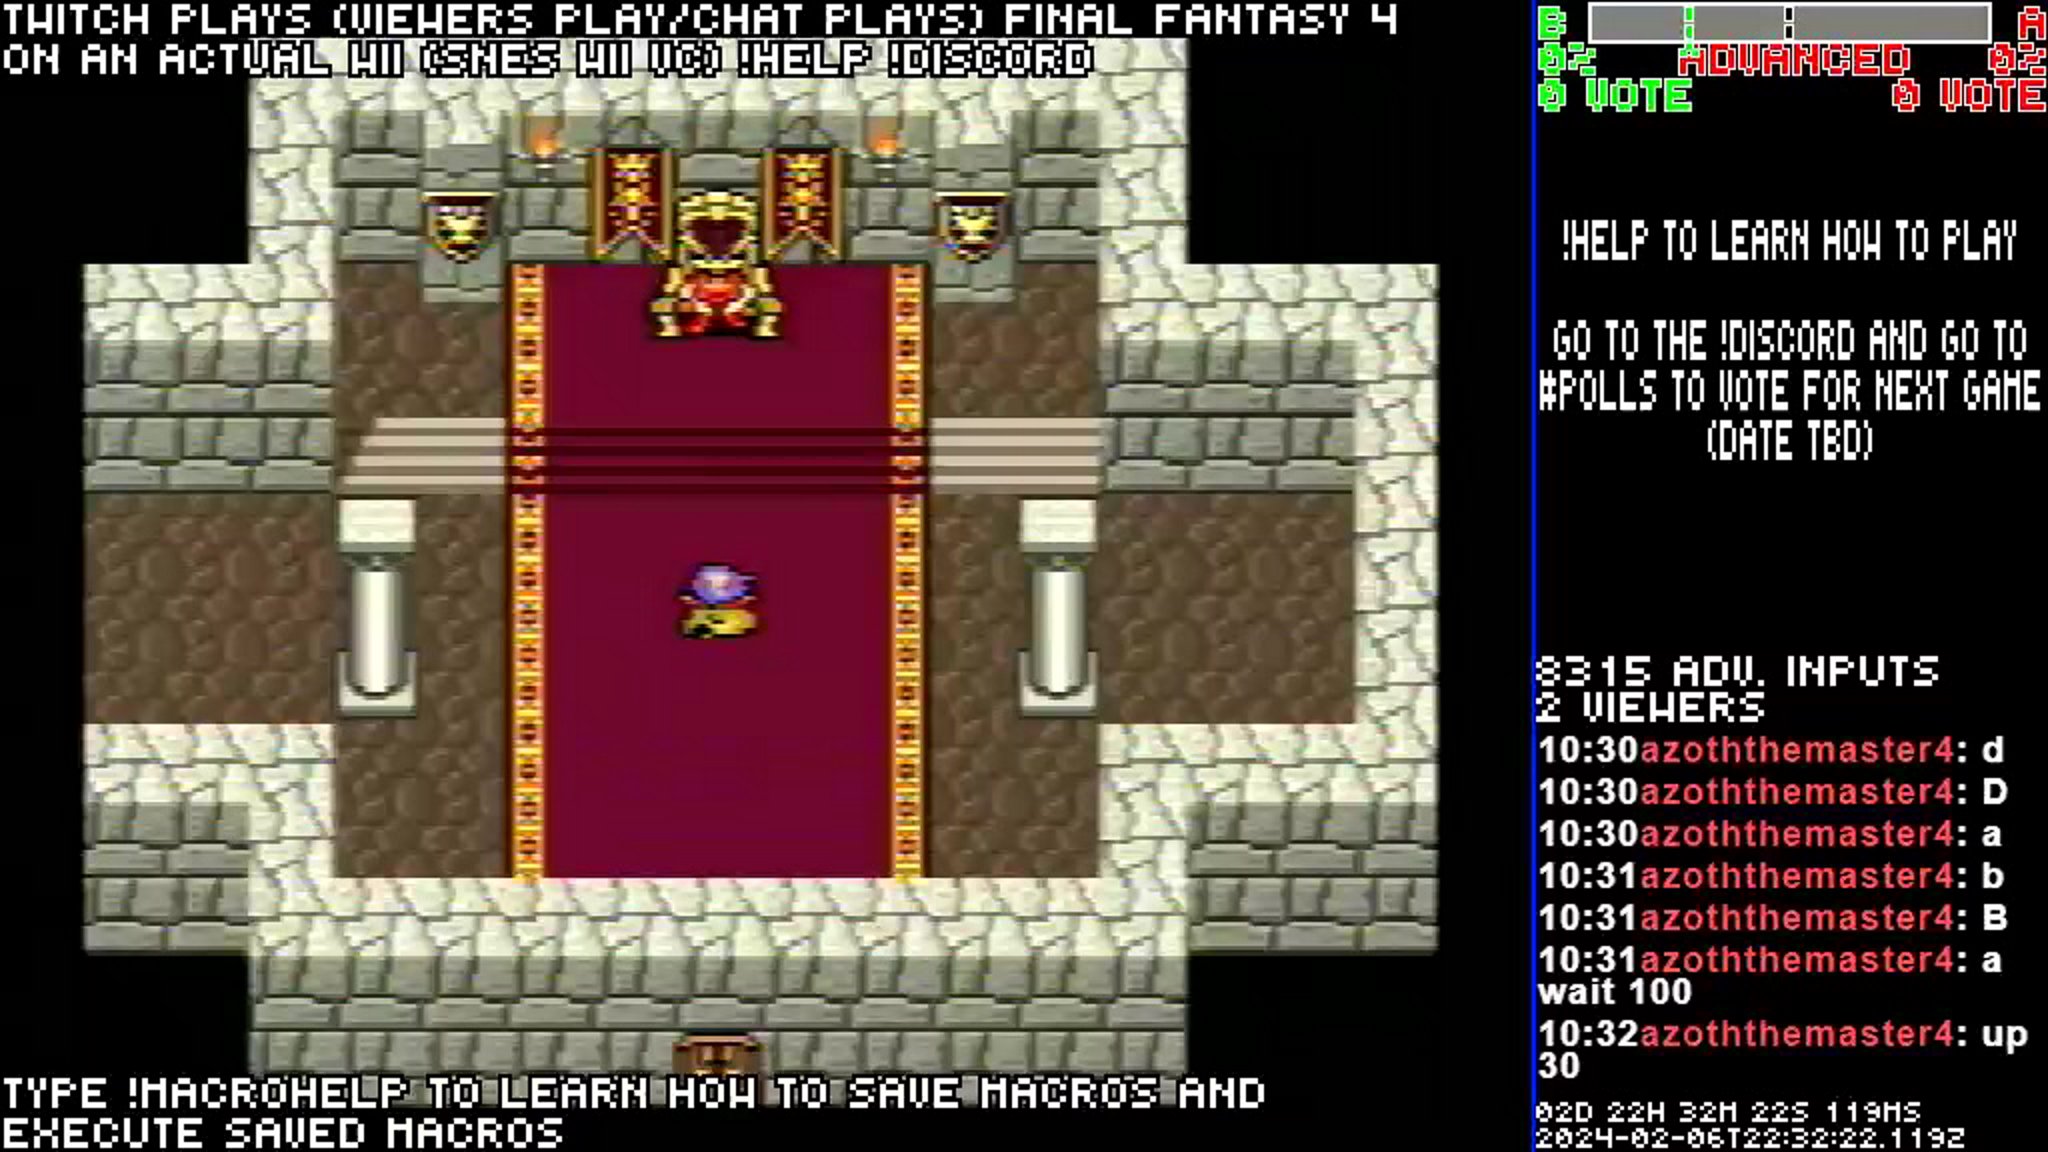 TWITCH PLAYS (VIEWERS PLAY/CHAT PLAYS) FINAL FANTASY 4
ON AN ACTUAL WII (SNES WII VC) !HELP !DISCORD
B A
0% ADVANCED 0%
0 VOTE 0 VOTE
!HELP TO LEARN HOW TO PLAY
GO TO THE !DISCORD AND GO TO
#POLLS TO VOTE FOR NEXT GAME
(DATE TBD)
8315 ADV. INPUTS
2 VIEWERS
10:30azoththemaster4: d
10:30azoththemaster4: D
10:30azoththemaster4: a
10:31azoththemaster4: b
10:31azoththemaster4: B
10:31azoththemaster4: a
wait 100
10:32azoththemaster4: up
30
02D 22H 32M 22S 119MS
2024-02-06T22:32:22.119Z
TYPE !MACROHELP TO LEARN HOW TO SAVE MACROS AND
EXECUTE SAVED MACROS